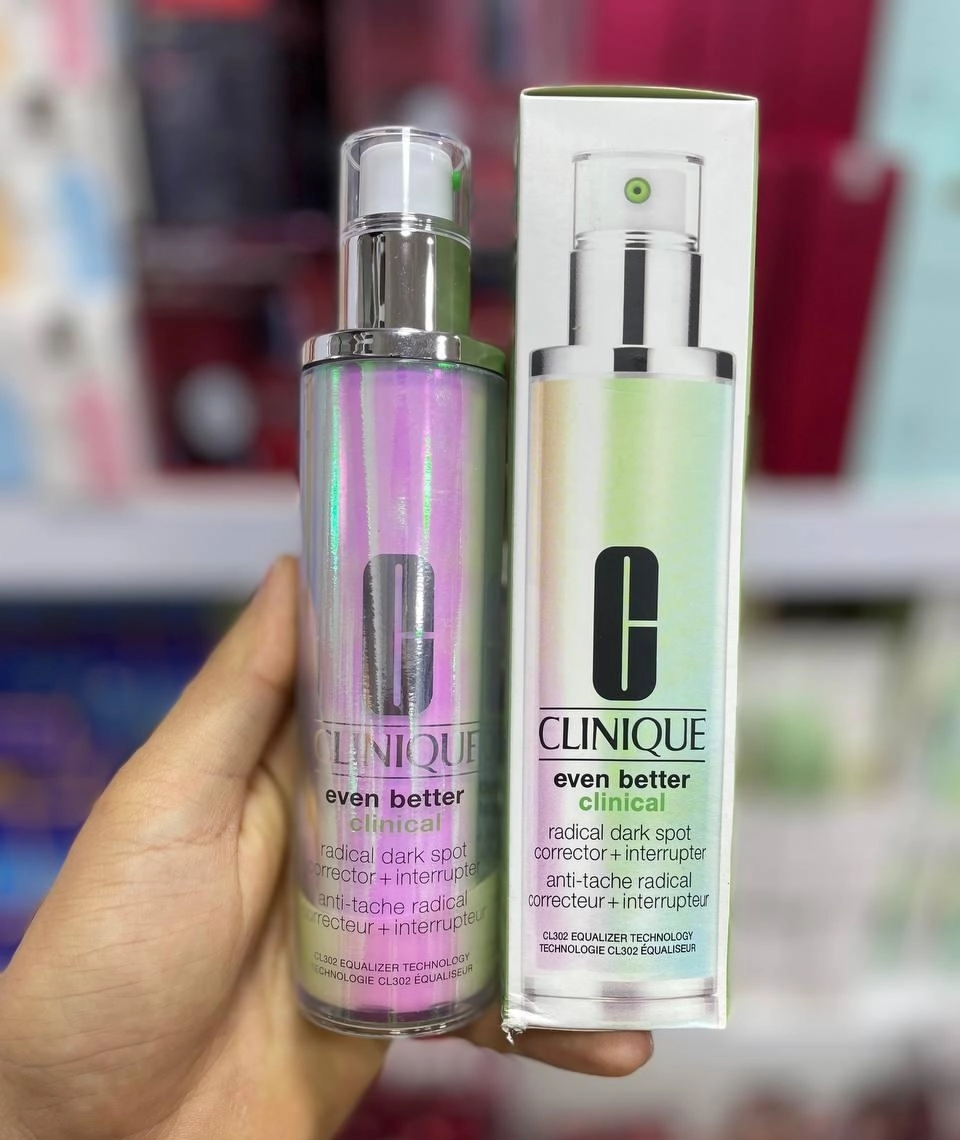 C
CLINIQUE
even better
clinical
radical dark spot
corrector + interrupter
anti-tache radical
correcteur + interrupteur
CL302 EQUALIZER TECHNOLOGY
TECHNOLOGIE CL302 ÉQUALISEUR
C
CLINIQUE
even better
clinical
radical dark spot
corrector + interrupter
anti-tache radical
correcteur + interrupteur
CL302 EQUALIZER TECHNOLOGY
TECHNOLOGIE CL302 ÉQUALISEUR